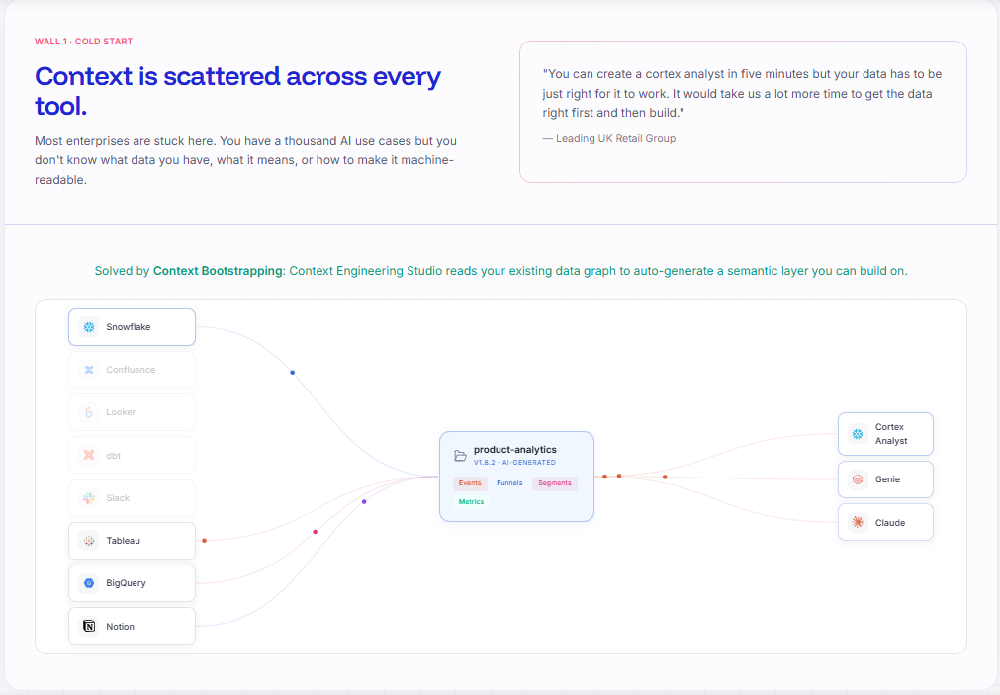 WALL 1 · COLD START
Context is scattered across every
tool.
Most enterprises are stuck here. You have a thousand AI use cases but you
don't know what data you have, what it means, or how to make it machine-
readable.
"You can create a cortex analyst in five minutes but your data has to be
just right for it to work. It would take us a lot more time to get the data
right first and then build."
— Leading UK Retail Group
Solved by Context Bootstrapping: Context Engineering Studio reads your existing data graph to auto-generate a semantic layer you can build on.
Snowflake
Confluence
Looker
dbt
Slack
Tableau
BigQuery
Notion
product-analytics
V1.8.2 · AI-GENERATED
Events Funnels Segments
Metrics
Cortex
Analyst
Genie
Claude